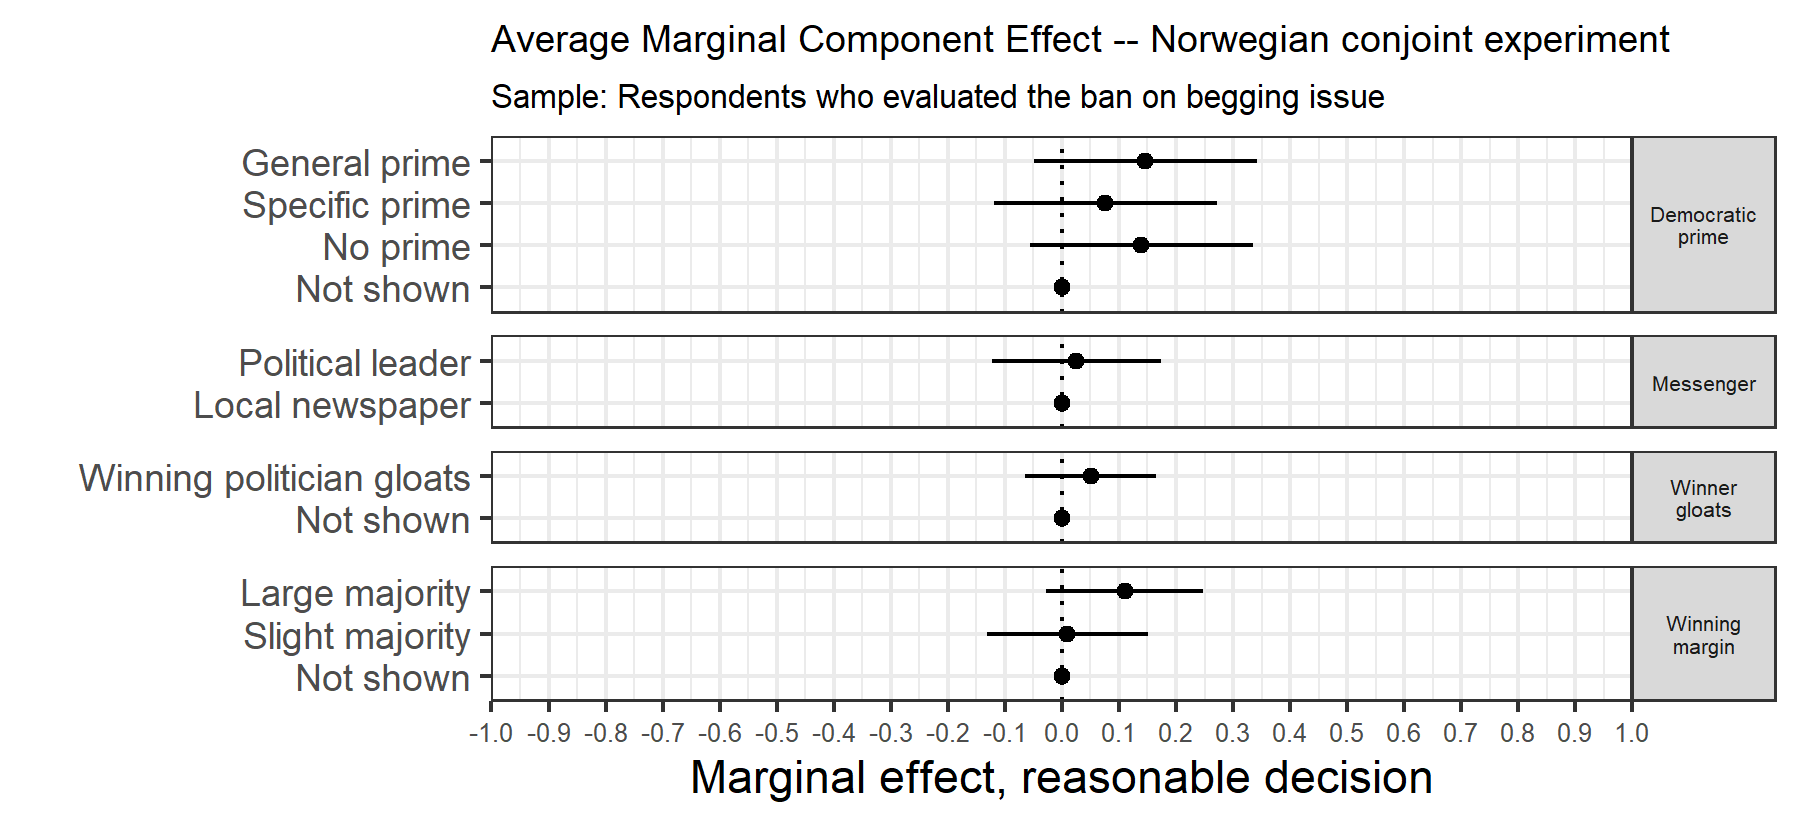 Average Marginal Component Effect -- Norwegian conjoint experiment
Sample: Respondents who evaluated the ban on begging issue
General prime
Specific prime
No prime
Not shown
Democratic
prime
Political leader
Local newspaper
Messenger
Winning politician gloats
Not shown
Winner
gloats
Large majority
Slight majority
Not shown
Winning
margin
-1.0 -0.9 -0.8 -0.7 -0.6 -0.5 -0.4 -0.3 -0.2 -0.1 0.0 0.1 0.2 0.3 0.4 0.5 0.6 0.7 0.8 0.9 1.0
Marginal effect, reasonable decision